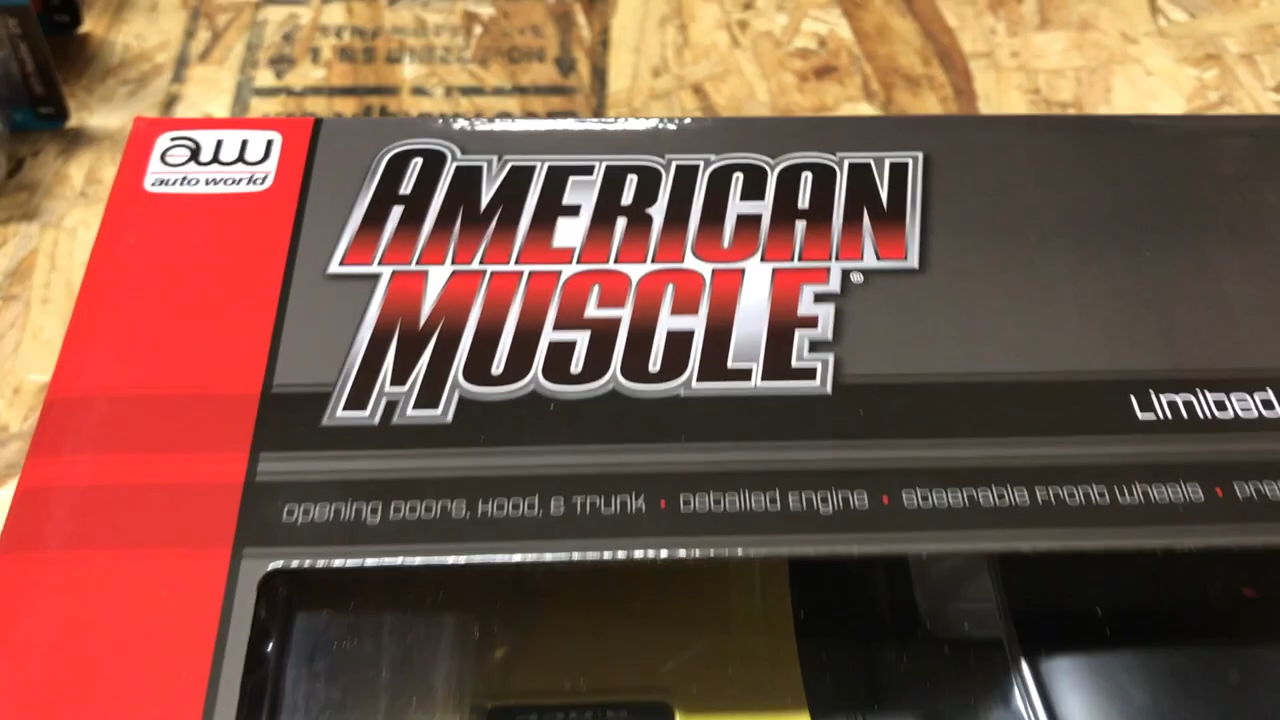 aw
auto world
AMERICAN
MUSCLE®
Limited
Opening Doors, Hood, & Trunk • Detailed Engine • Steerable Front Wheels •